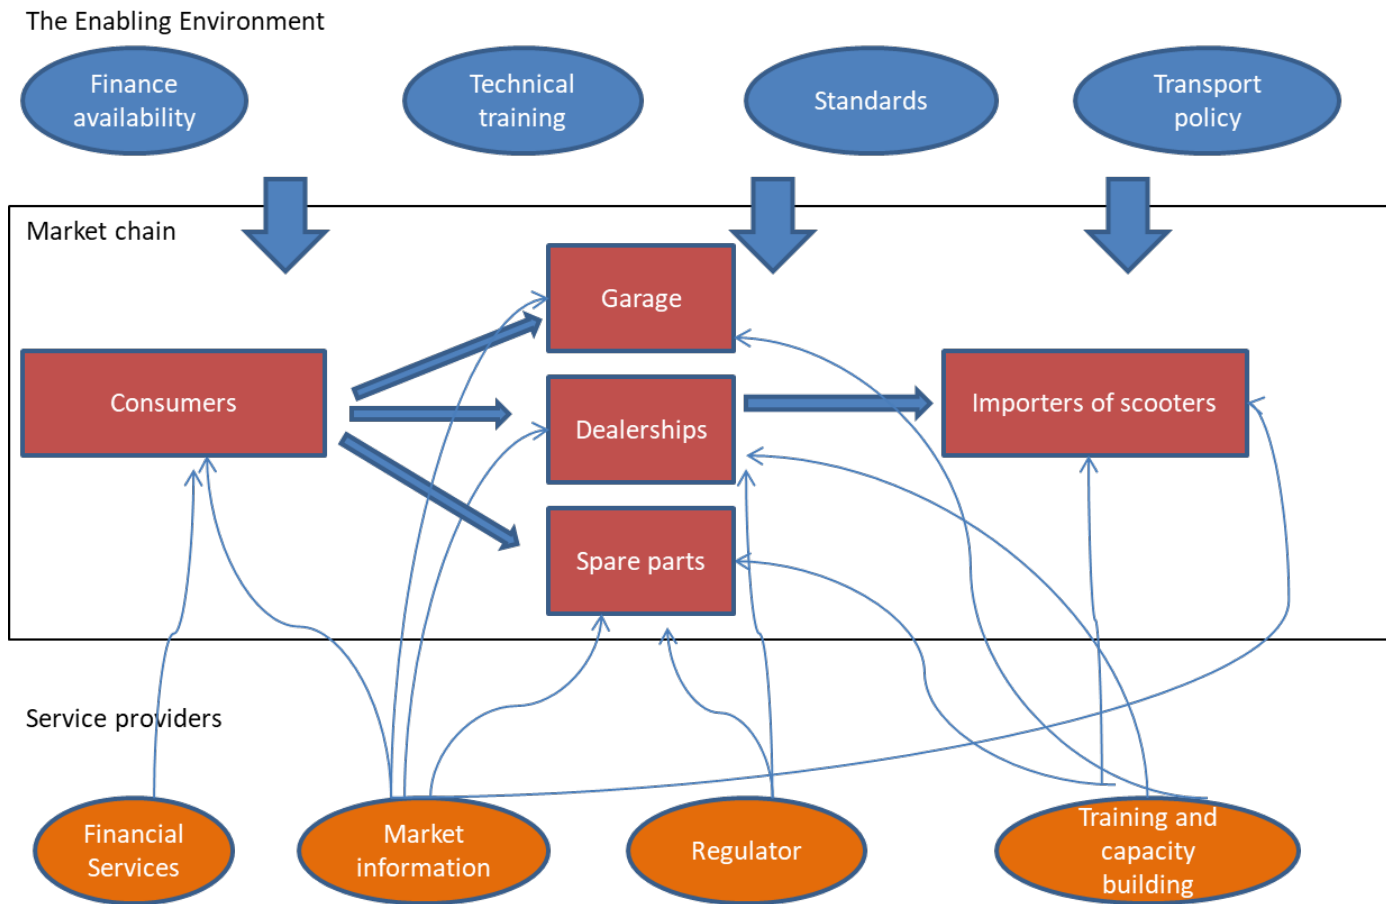 The Enabling Environment
Finance
availability
Technical
training
Standards
Transport
policy
Market chain
Garage
Consumers
Dealerships
Importers of scooters
Spare parts
Service providers
Financial
Services
Market
information
Regulator
Training and
capacity
building